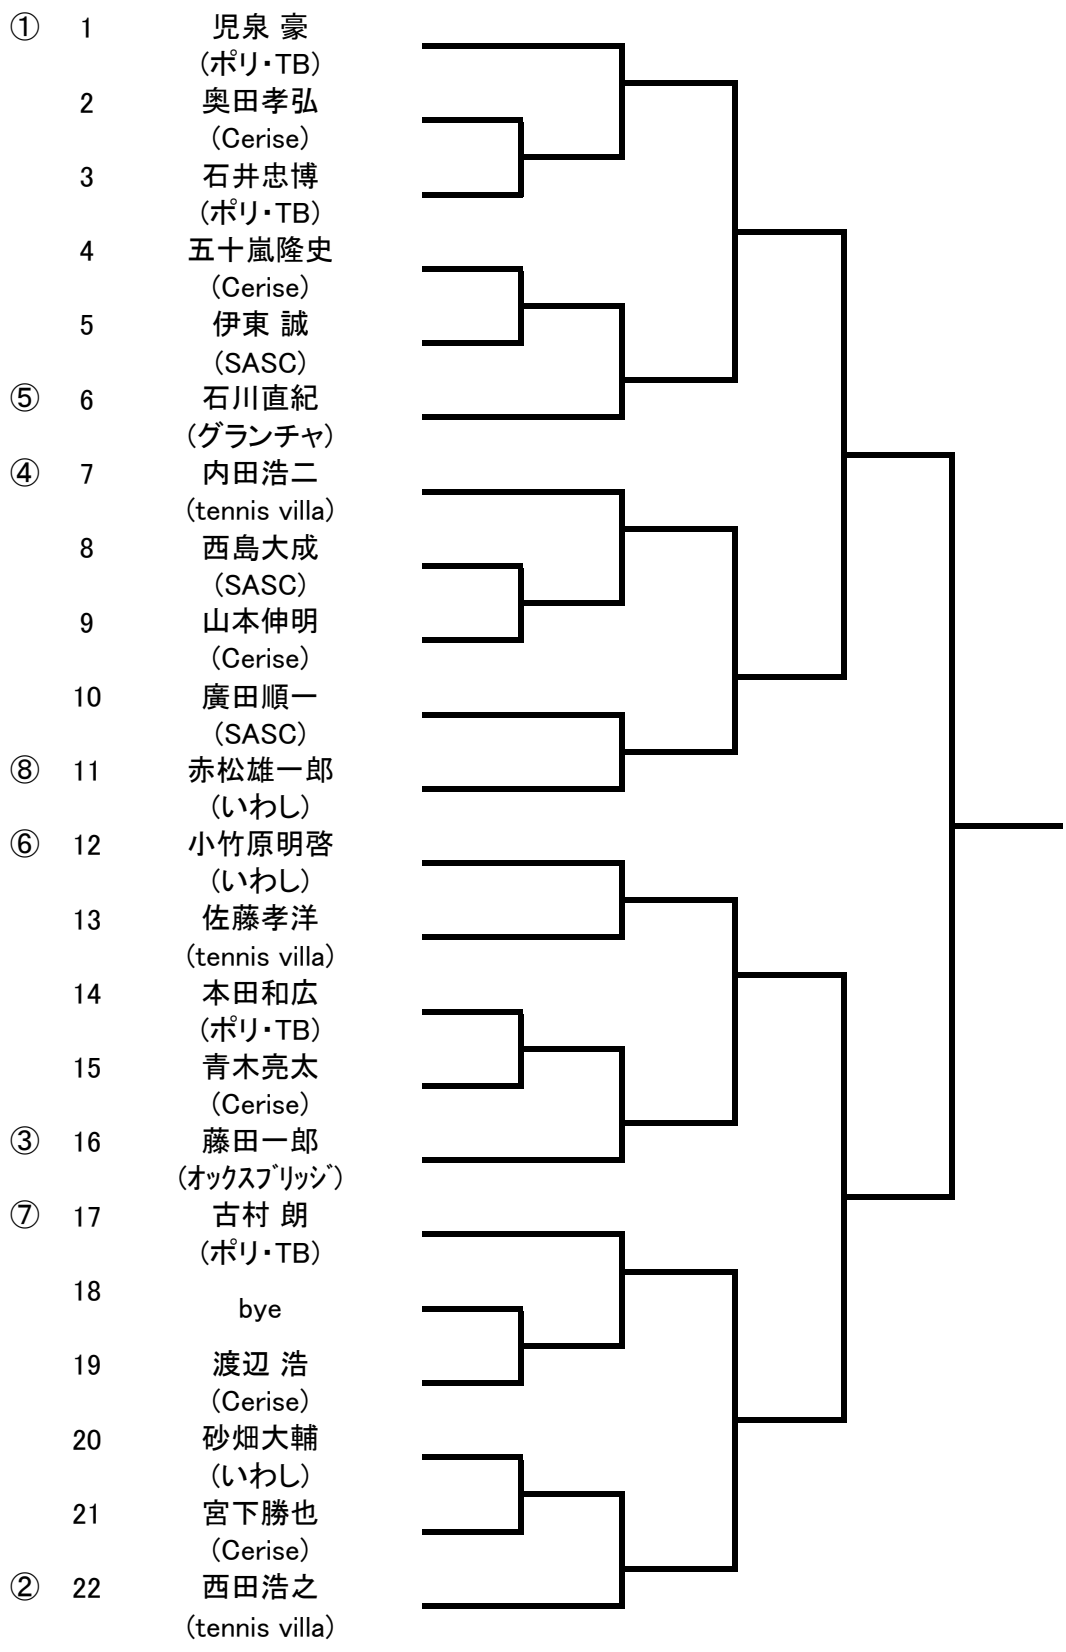 ① 1 児泉 豪
(ポリ・TB)
2 奥田孝弘
(Cerise)
3 石井忠博
(ポリ・TB)
4 五十嵐隆史
(Cerise)
5 伊東 誠
(SASC)
⑤ 6 石川直紀
(グランチャ)
④ 7 内田浩二
(tennis villa)
8 西島大成
(SASC)
9 山本伸明
(Cerise)
10 廣田順一
(SASC)
⑧ 11 赤松雄一郎
(いわし)
⑥ 12 小竹原明啓
(いわし)
13 佐藤孝洋
(tennis villa)
14 本田和広
(ポリ・TB)
15 青木亮太
(Cerise)
③ 16 藤田一郎
(ｵｯｸｽﾌﾞﾘｯｼﾞ)
⑦ 17 古村 朗
(ポリ・TB)
18 bye
19 渡辺 浩
(Cerise)
20 砂畑大輔
(いわし)
21 宮下勝也
(Cerise)
② 22 西田浩之
(tennis villa)